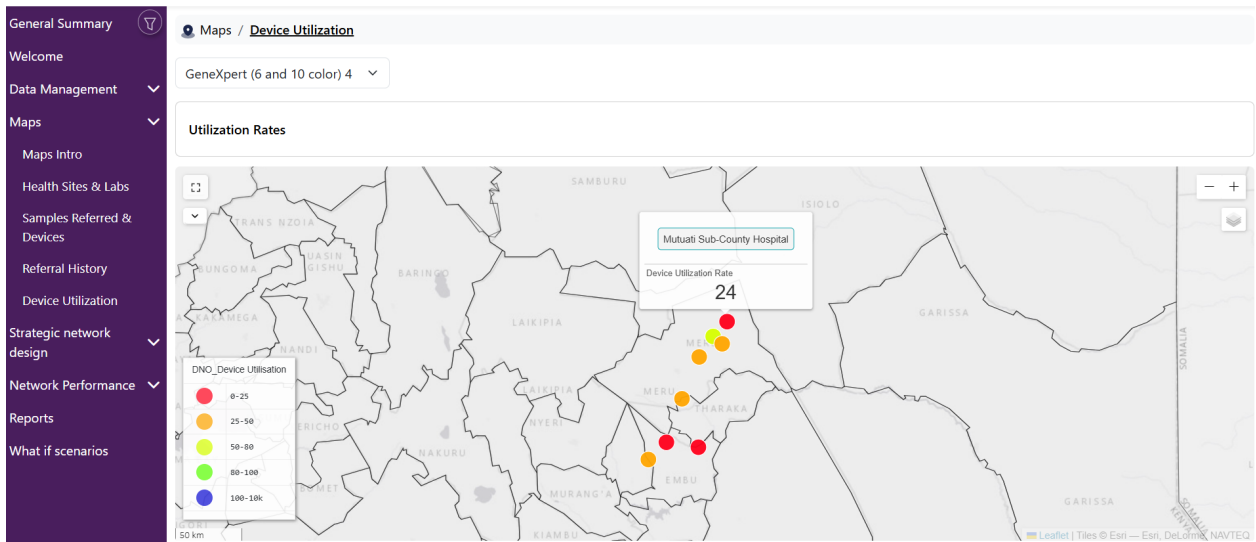 General Summary
Welcome
Data Management
Maps
Maps Intro
Health Sites & Labs
Samples Referred &
Devices
Referral History
Device Utilization
Strategic network
design
Network Performance
Reports
What if scenarios
Maps / Device Utilization
GeneXpert (6 and 10 color) 4
Utilization Rates
SAMBURU
ISIOLO
TRANS NZOIA
UASIN
GISHU
BUNGOMA
BARINGO
KAKAMEGA
LAIKIPIA
GARISSA
NANDI
Mutuati Sub-County Hospital
Device Utilization Rate
24
SOMALIA
LAIKIPIA
MERU
THARAKA
NYERI
ERICHO
NAKURU
EMBU
BOMET
MURANG'A
GARISSA
SOMALIA
KENYA
GORI
KIAMBU
DNO_Device Utilisation
0-25
25-50
50-80
80-100
100-10k
50 km
Leaflet | Tiles © Esri — Esri, DeLorme, NAVTEQ